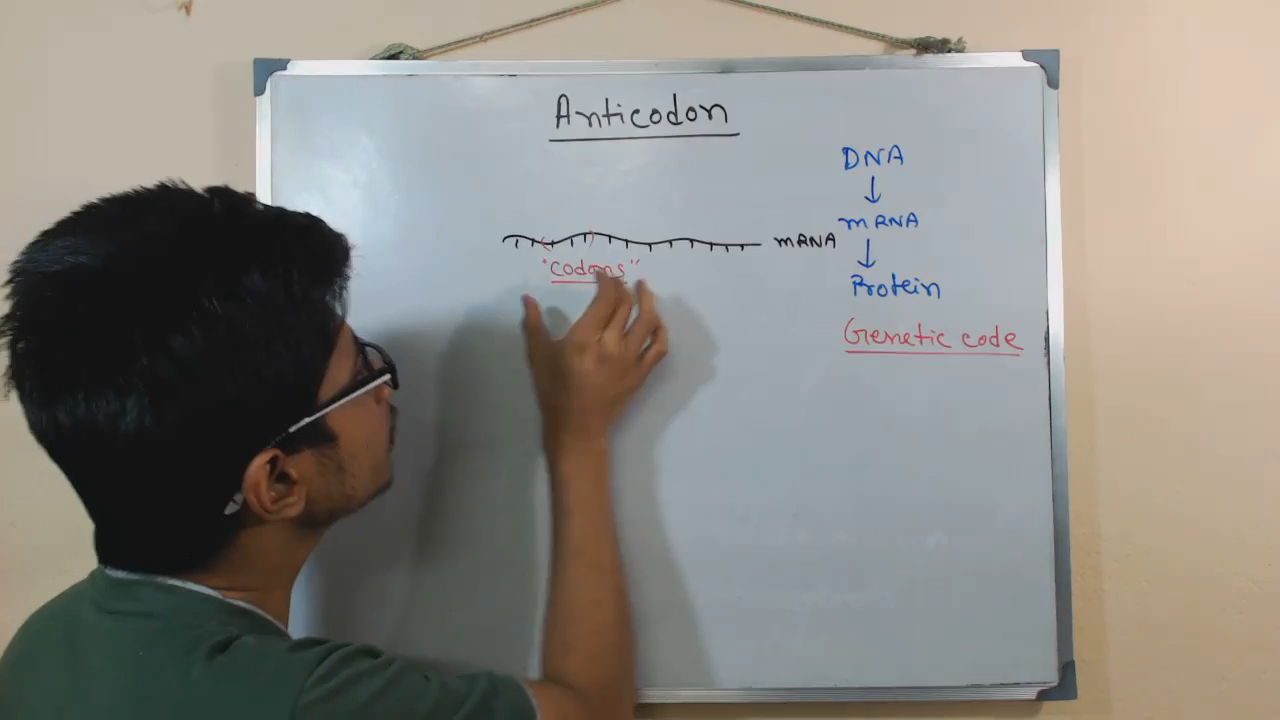 Anticodon
mRNA
"codons"
DNA
↓
mRNA
↓
Protein
Genetic code